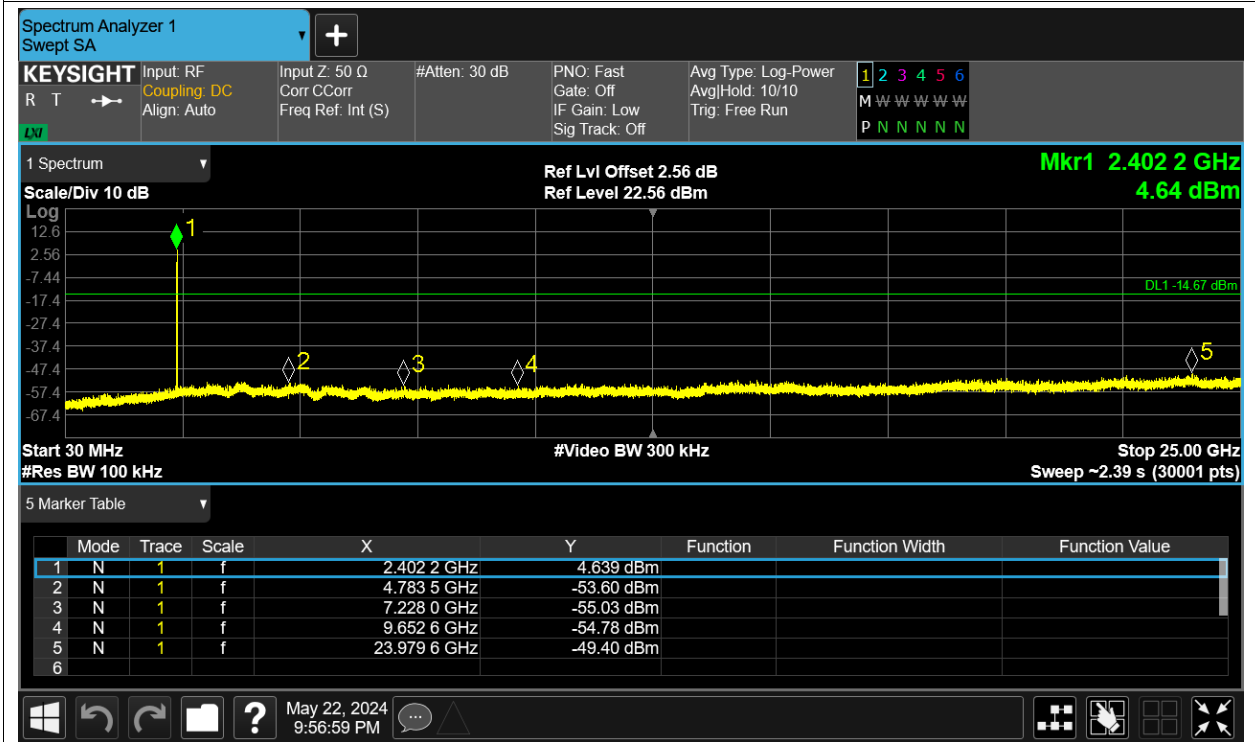 Spectrum Analyzer 1
Swept SA
KEYSIGHT
R T
LXI
Input: RF
Coupling: DC
Align: Auto
Input Z: 50 Ω
Corr CCorr
Freq Ref: Int (S)
#Atten: 30 dB
PNO: Fast
Gate: Off
IF Gain: Low
Sig Track: Off
Avg Type: Log-Power
Avg|Hold: 10/10
Trig: Free Run
1 2 3 4 5 6
M W W W W W
P N N N N N
1 Spectrum
Scale/Div 10 dB
Ref Lvl Offset 2.56 dB
Ref Level 22.56 dBm
Mkr1 2.402 2 GHz
4.64 dBm
Log
12.6
2.56
-7.44
-17.4
-27.4
-37.4
-47.4
-57.4
-67.4
1
2
3
4
5
DL1 -14.67 dBm
Start 30 MHz
#Video BW 300 kHz
Stop 25.00 GHz
#Res BW 100 kHz
Sweep ~2.39 s (30001 pts)
5 Marker Table
Mode Trace Scale X Y Function Function Width Function Value
1 N 1 f 2.402 2 GHz 4.639 dBm
2 N 1 f 4.783 5 GHz -53.60 dBm
3 N 1 f 7.228 0 GHz -55.03 dBm
4 N 1 f 9.652 6 GHz -54.78 dBm
5 N 1 f 23.979 6 GHz -49.40 dBm
6
?
May 22, 2024
9:56:59 PM